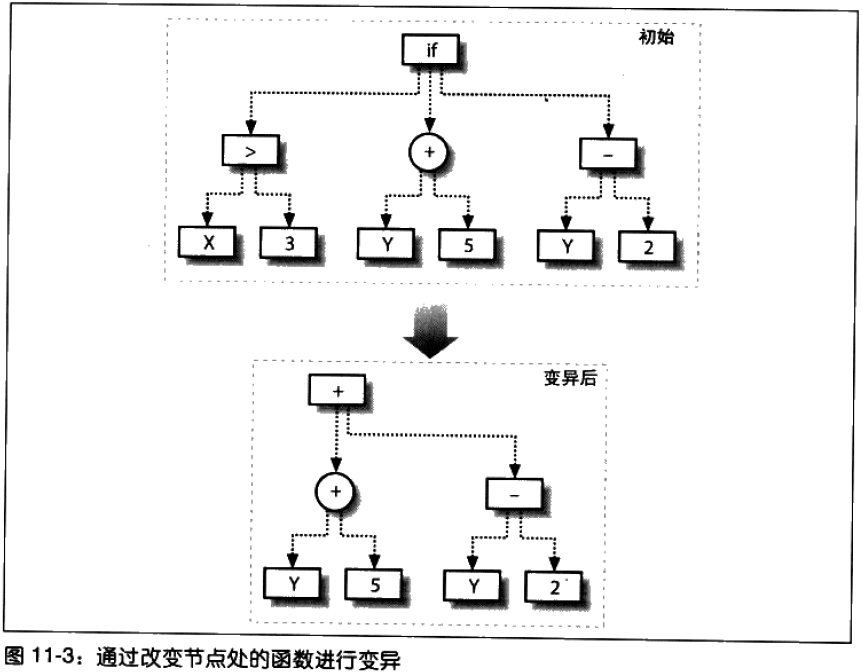 初始
if
> + -
X 3 Y 5 Y 2
变异后
+
+ -
Y 5 Y 2
图 11-3：通过改变节点处的函数进行变异